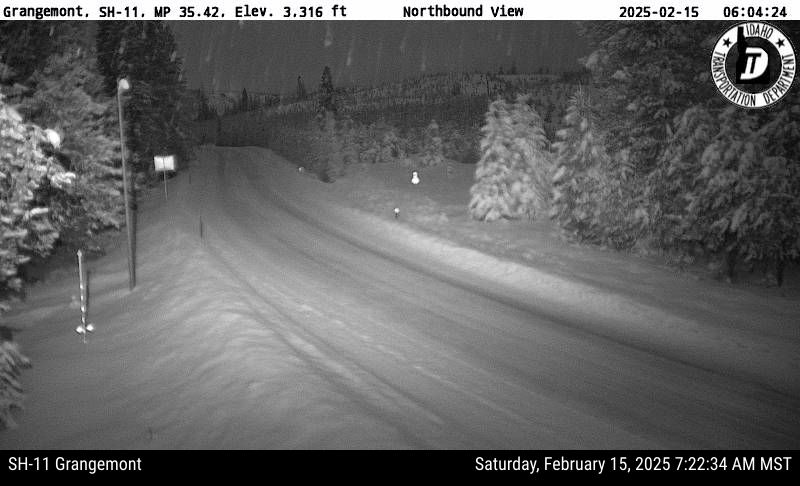 Grangemont, SH-11, MP 35.42, Elev. 3,316 ft Northbound View 2025-02-15 06:04:24
IDAHO
TRANSPORTATION DEPARTMENT
SH-11 Grangemont Saturday, February 15, 2025 7:22:34 AM MST